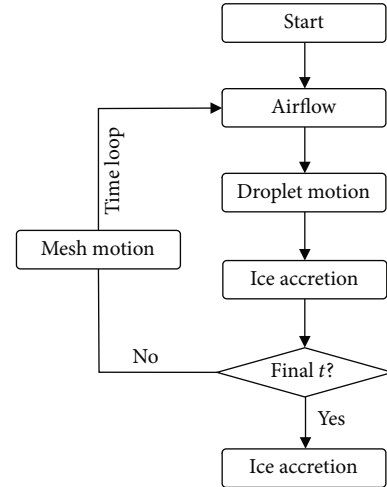 Start
Airflow
Droplet motion
Time loop
Mesh motion
Ice accretion
No
Final t?
Yes
Ice accretion